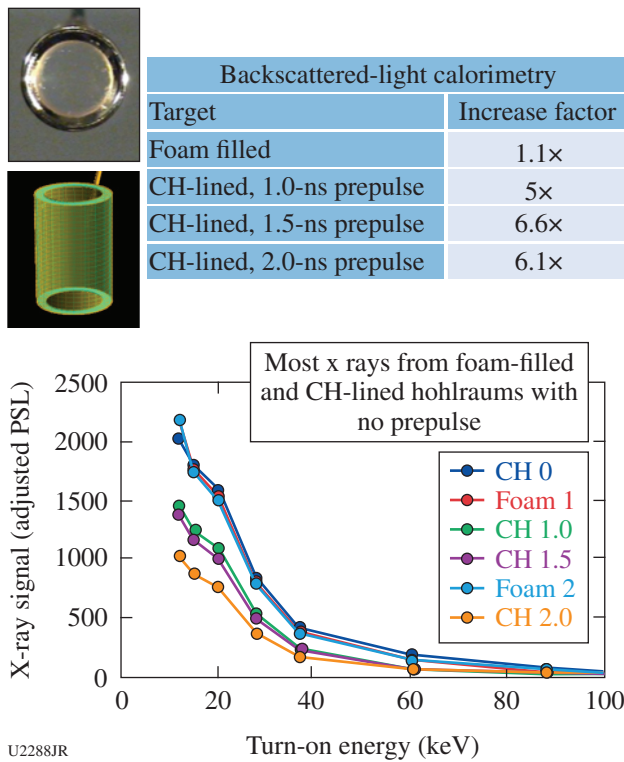 Backscattered-light calorimetry
Target Increase factor
Foam filled 1.1×
CH-lined, 1.0-ns prepulse 5×
CH-lined, 1.5-ns prepulse 6.6×
CH-lined, 2.0-ns prepulse 6.1×
Most x rays from foam-filled
and CH-lined hohlraums with
no prepulse
X-ray signal (adjusted PSL)
2500
2000
1500
1000
500
0
CH 0
Foam 1
CH 1.0
CH 1.5
Foam 2
CH 2.0
0 20 40 60 80 100
Turn-on energy (keV)
U2288JR